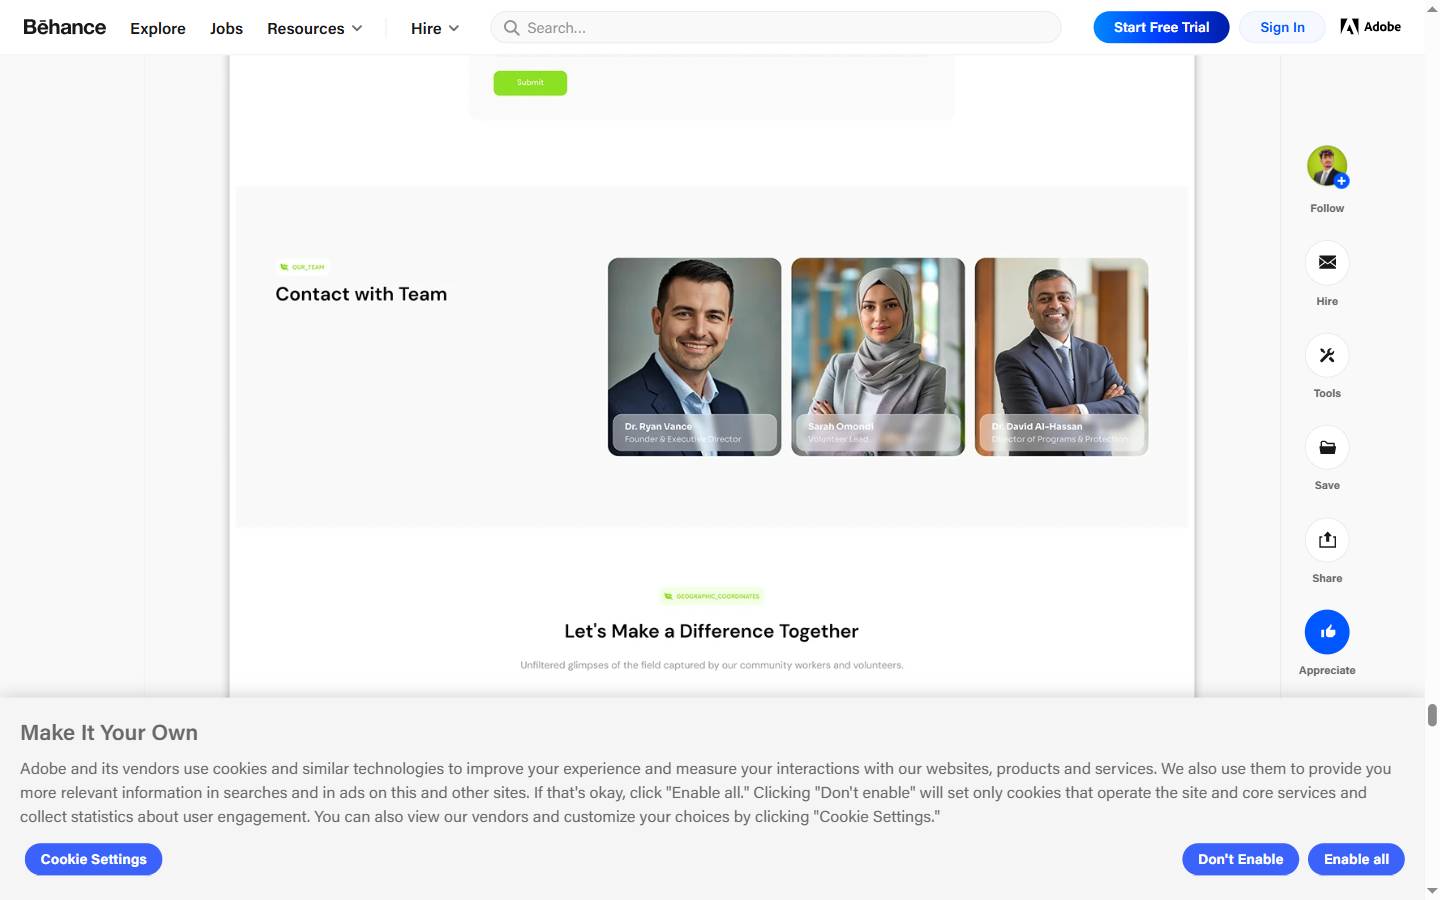 Bēhance
Explore
Jobs
Resources
Hire
Search...
Start Free Trial
Sign In
Adobe
Submit
OUR_TEAM
Contact with Team
Dr. Ryan Vance
Founder & Executive Director
Sarah Omondi
Volunteer Lead
Dr. David Al-Hassan
Director of Programs & Protection
GEOGRAPHIC_COORDINATES
Let's Make a Difference Together
Unfiltered glimpses of the field captured by our community workers and volunteers.
Follow
Hire
Tools
Save
Share
Appreciate
Make It Your Own
Adobe and its vendors use cookies and similar technologies to improve your experience and measure your interactions with our websites, products and services. We also use them to provide you
more relevant information in searches and in ads on this and other sites. If that's okay, click "Enable all." Clicking "Don't enable" will set only cookies that operate the site and core services and
collect statistics about user engagement. You can also view our vendors and customize your choices by clicking "Cookie Settings."
Cookie Settings
Don't Enable
Enable all